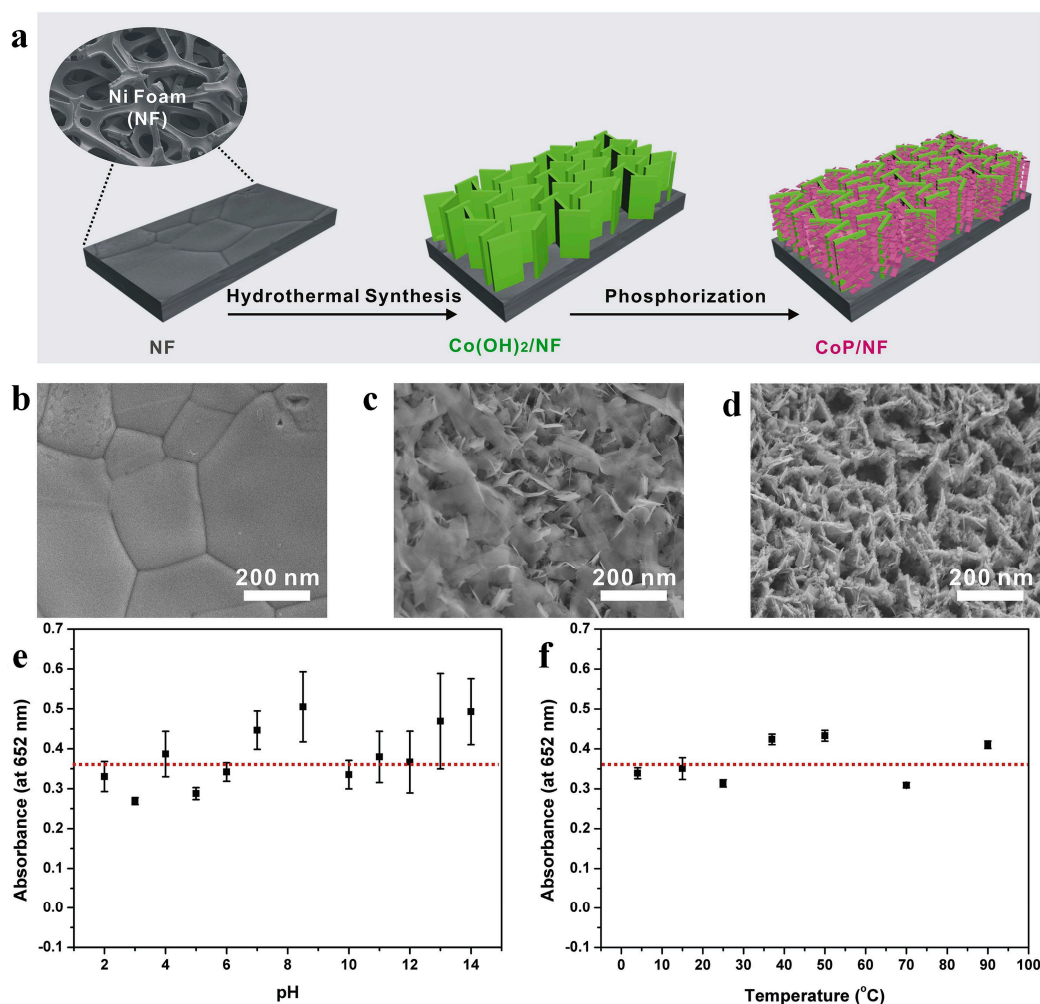 a
Ni Foam
(NF)
Hydrothermal Synthesis
Phosphorization
NF
Co(OH)2/NF
CoP/NF
b
200 nm
c
200 nm
d
200 nm
e
Absorbance (at 652 nm)
0.7
0.6
0.5
0.4
0.3
0.2
0.1
0.0
-0.1
2 4 6 8 10 12 14
pH
f
Absorbance (at 652 nm)
0.7
0.6
0.5
0.4
0.3
0.2
0.1
0.0
-0.1
0 10 20 30 40 50 60 70 80 90 100
Temperature (°C)